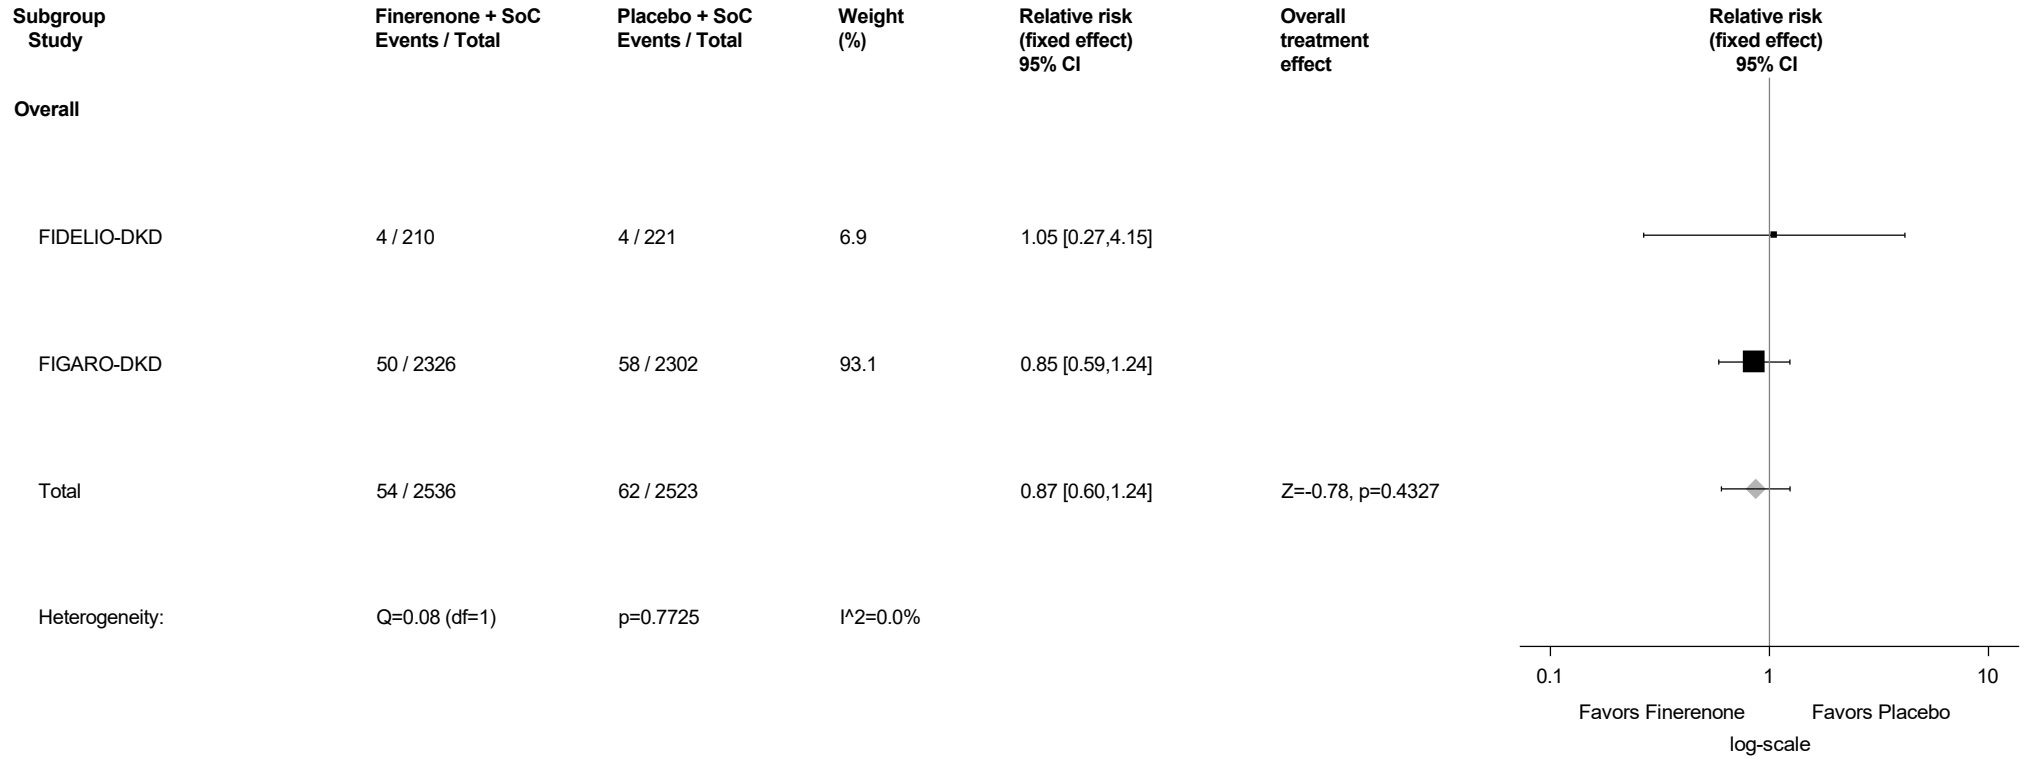 Subgroup Finerenone + SoC Placebo + SoC Weight Relative risk Overall Relative risk
Study Events / Total Events / Total (%) (fixed effect) treatment (fixed effect)
95% CI effect 95% CI
Overall
FIDELIO-DKD 4 / 210 4 / 221 6.9 1.05 [0.27,4.15]
FIGARO-DKD 50 / 2326 58 / 2302 93.1 0.85 [0.59,1.24]
Total 54 / 2536 62 / 2523 0.87 [0.60,1.24] Z=-0.78, p=0.4327
Heterogeneity: Q=0.08 (df=1) p=0.7725 I^2=0.0%
0.1 1 10
Favors Finerenone Favors Placebo
log-scale